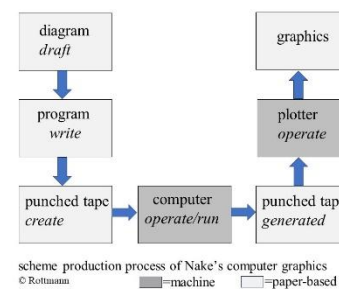 diagram
draft
program
write
punched tape
create
computer
operate/run
punched tap
generated
plotter
operate
graphics
scheme production process of Nake's computer graphics
© Rottmann
=machine
=paper-based